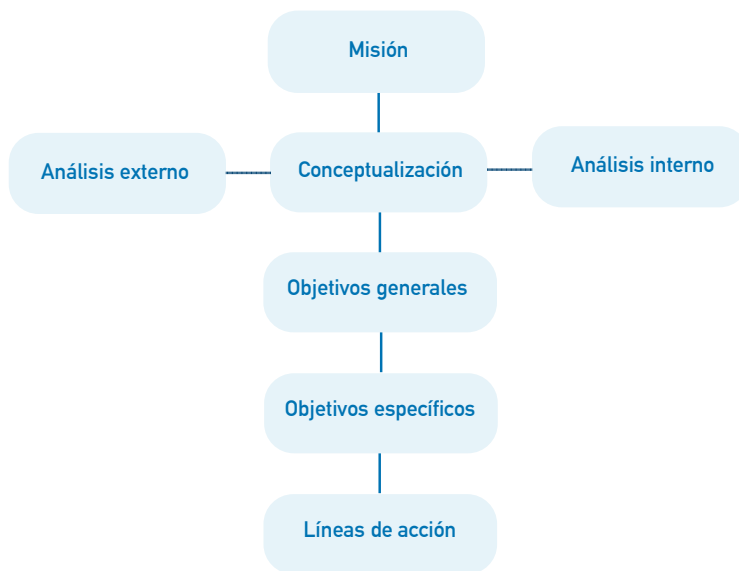 Misión
Análisis externo
Conceptualización
Análisis interno
Objetivos generales
Objetivos específicos
Líneas de acción